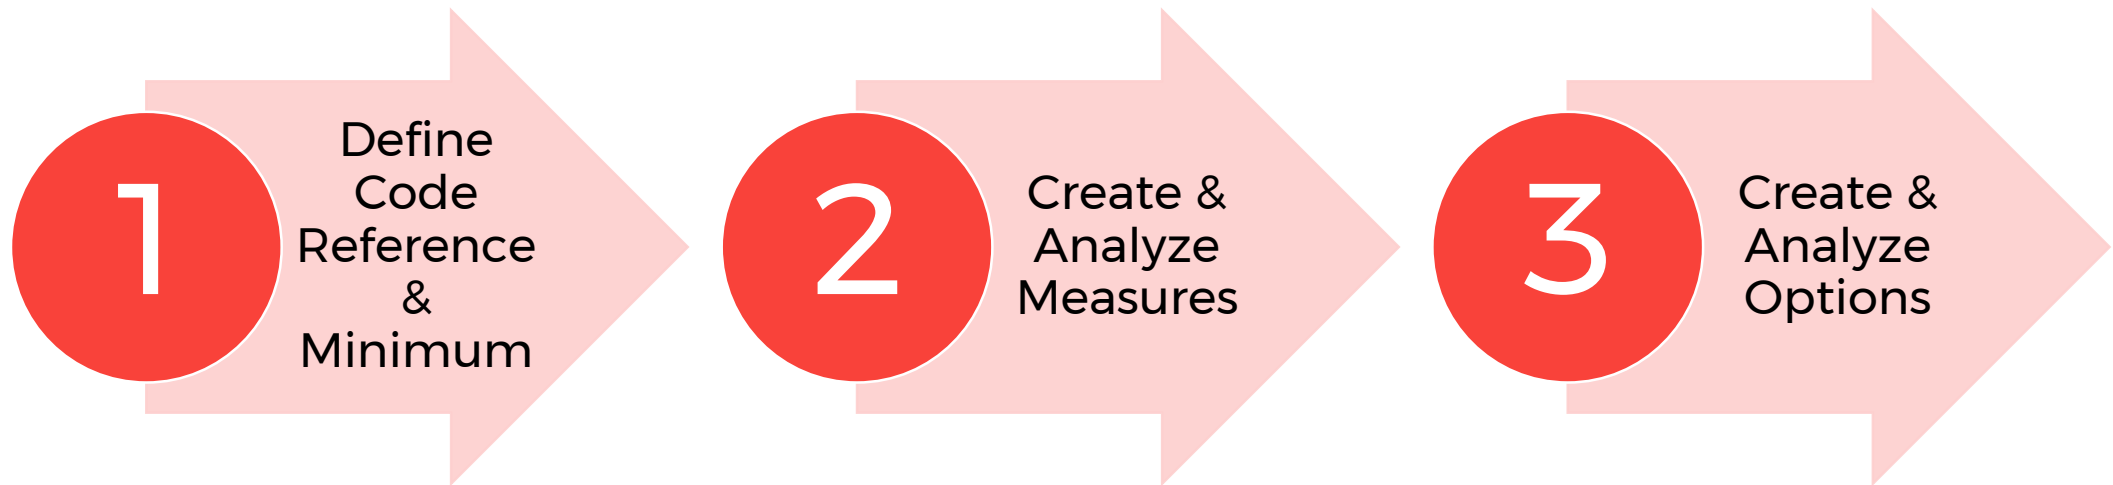 1
Define
Code
Reference
&
Minimum
2
Create &
Analyze
Measures
3
Create &
Analyze
Options